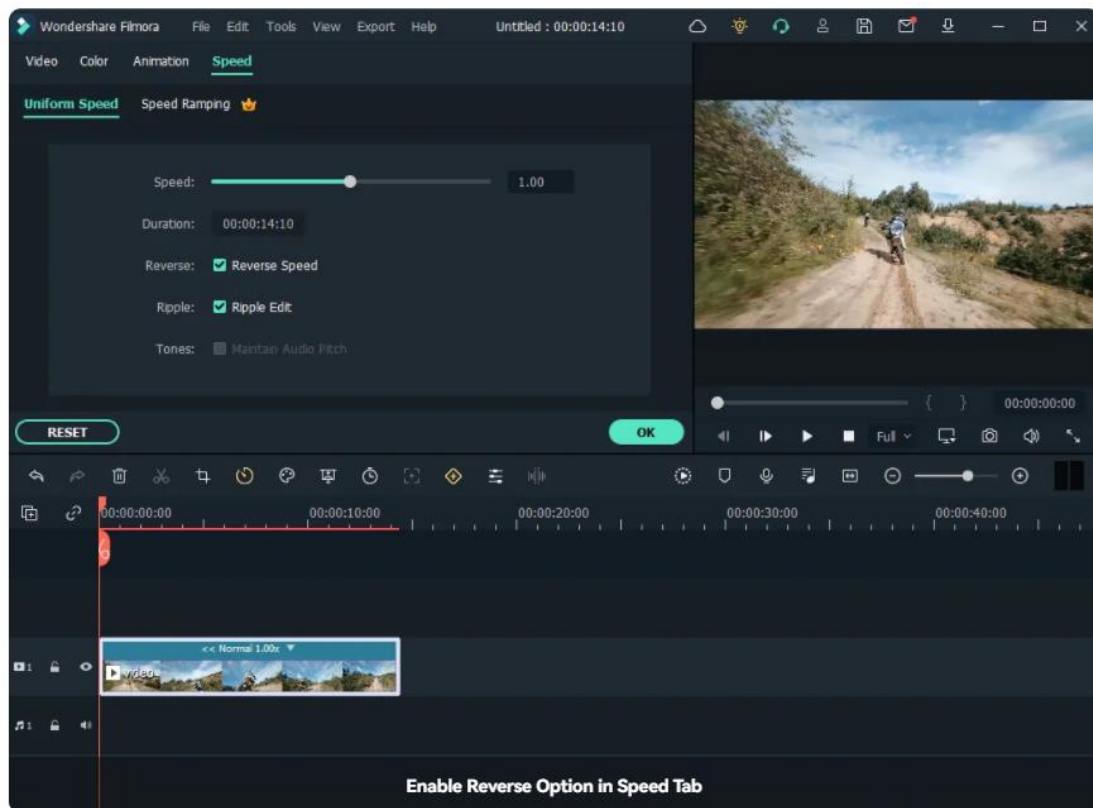 Wondershare Filmora File Edit Tools View Export Help Untitled : 00:00:14:10
Video Color Animation Speed
Uniform Speed Speed Ramping
Speed: 1.00
Duration: 00:00:14:10
Reverse: Reverse Speed
Ripple: Ripple Edit
Tones: Maintain Audio Pitch
{ } 00:00:00:00
RESET OK
Full
00:00:00:00 00:00:10:00 00:00:20:00 00:00:30:00 00:00:40:00
<< Normal 1.00x
1 video
1
Enable Reverse Option in Speed Tab